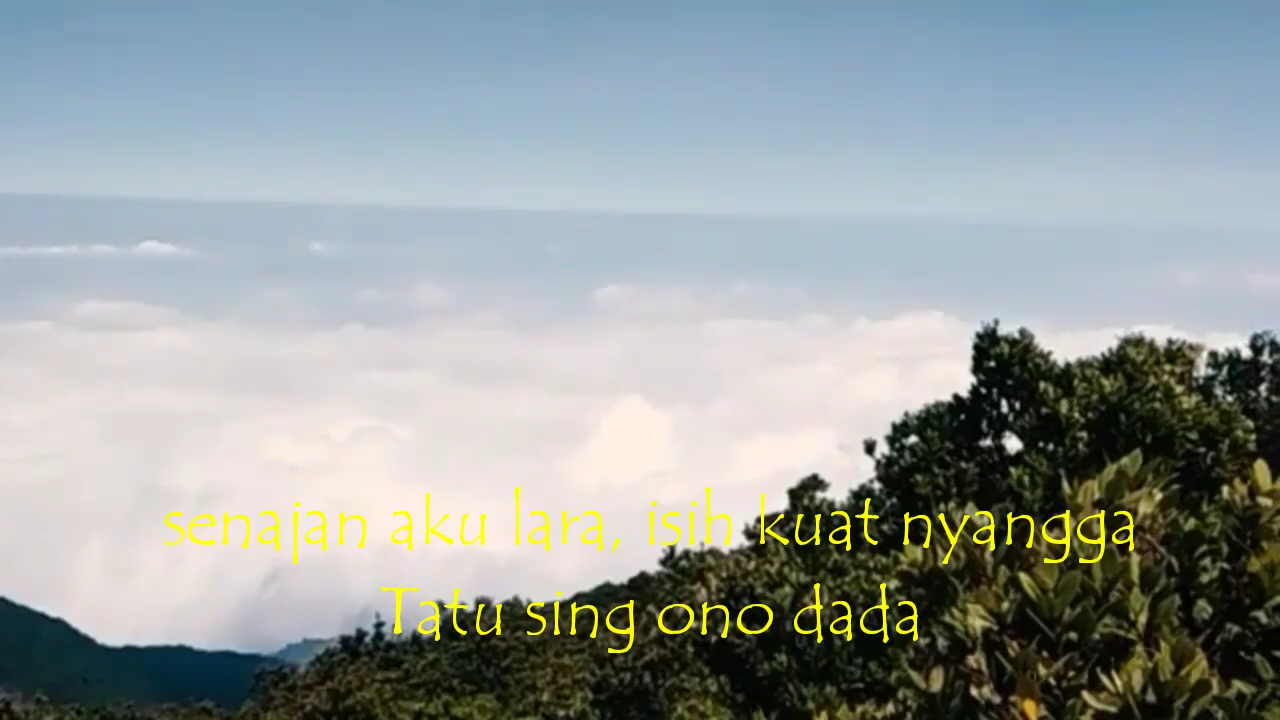 senajan aku lara, isih kuat nyangga
Tatu sing ono dada